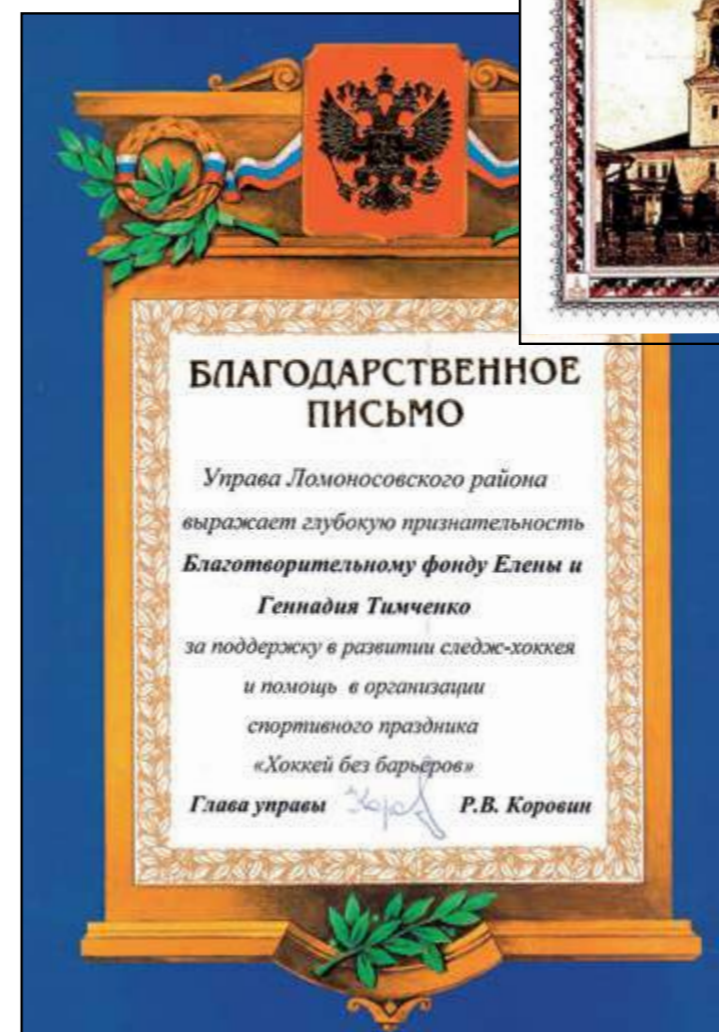 БЛАГОДАРСТВЕННОЕ
ПИСЬМО
Управа Ломоносовского района
выражает глубокую признательность
Благотворительному фонду Елены и
Геннадия Тимченко
за поддержку в развитии следж-хоккея
и помощь в организации
спортивного праздника
«Хоккей без барьеров»
Глава управы Р.В. Коровин